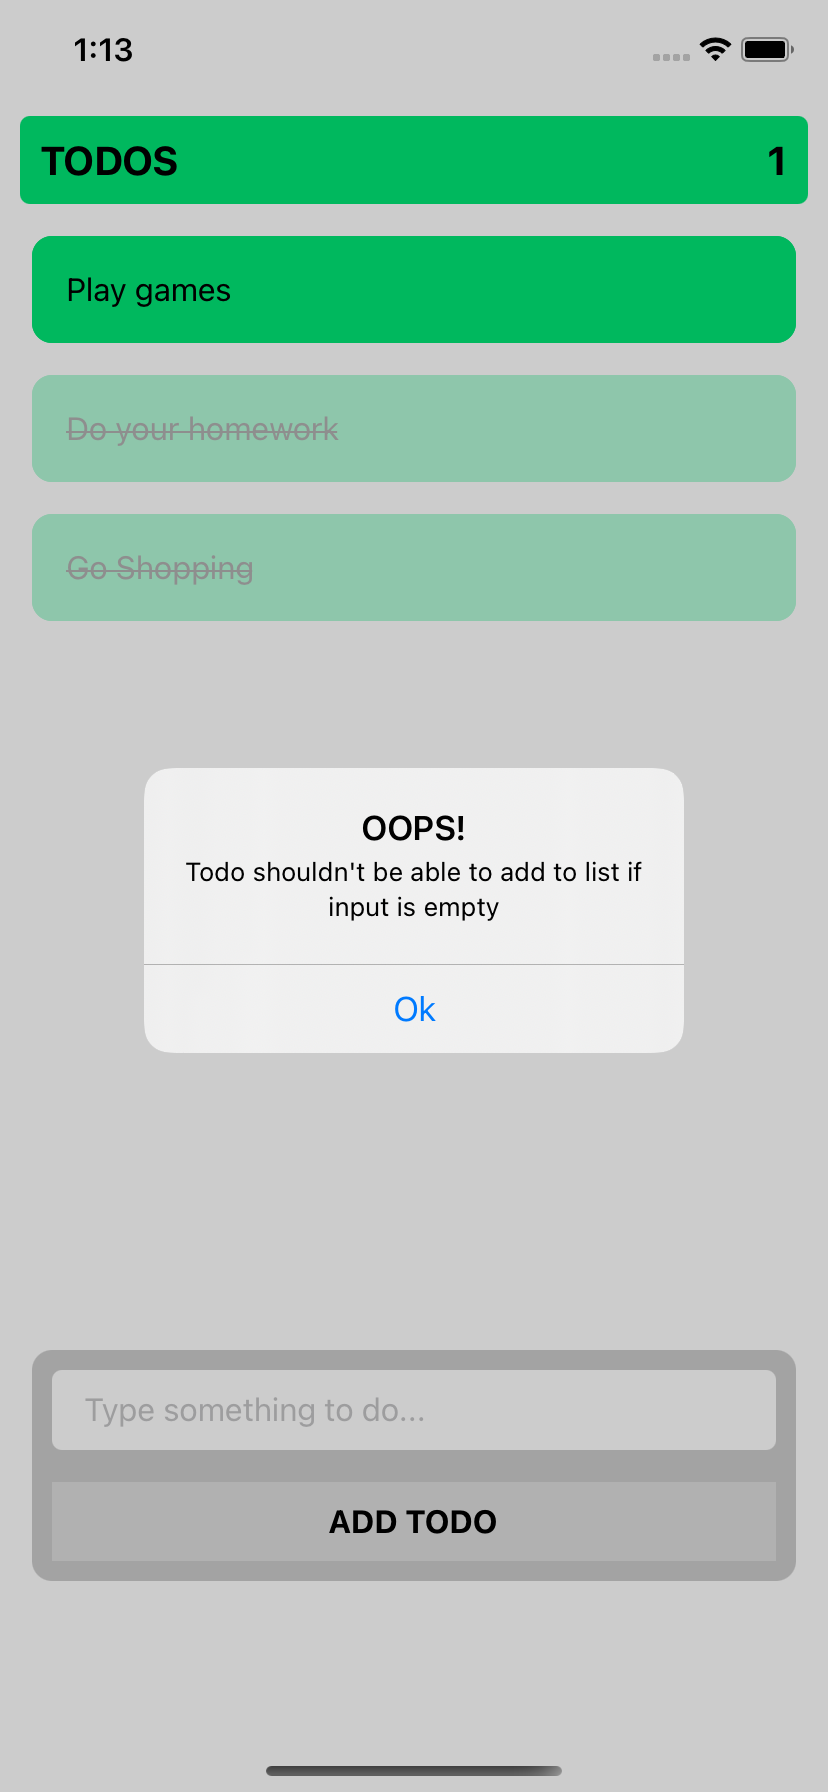 1:13
TODOS 1
Play games
Do your homework
Go Shopping
OOPS!
Todo shouldn't be able to add to list if
input is empty
Ok
Type something to do...
ADD TODO